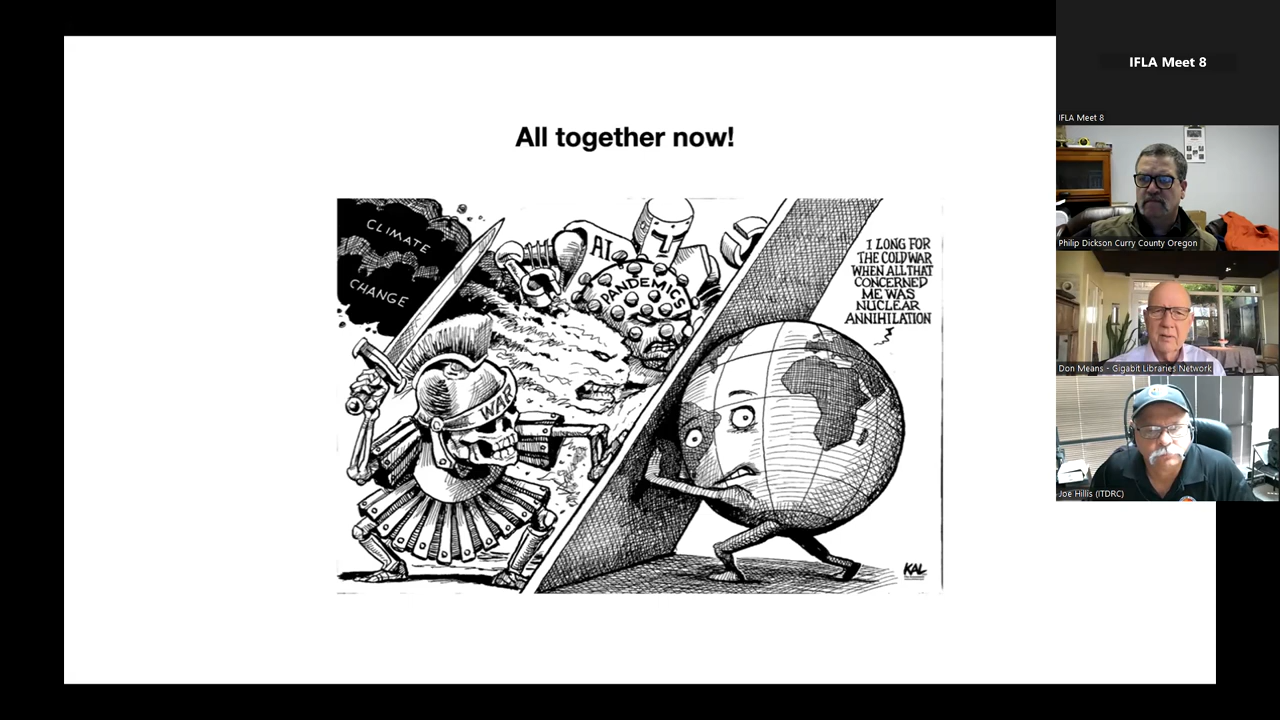 All together now!
CLIMATE
CHANGE
AI
PANDEMICS
WAR
I LONG FOR
THE COLD WAR
WHEN ALL THAT
CONCERNED
ME WAS
NUCLEAR
ANNIHILATION
KAL
IFLA Meet 8
IFLA Meet 8
Philip Dickson Curry County Oregon
Don Means - Gigabit Libraries Network
Joe Hillis (ITDRC)